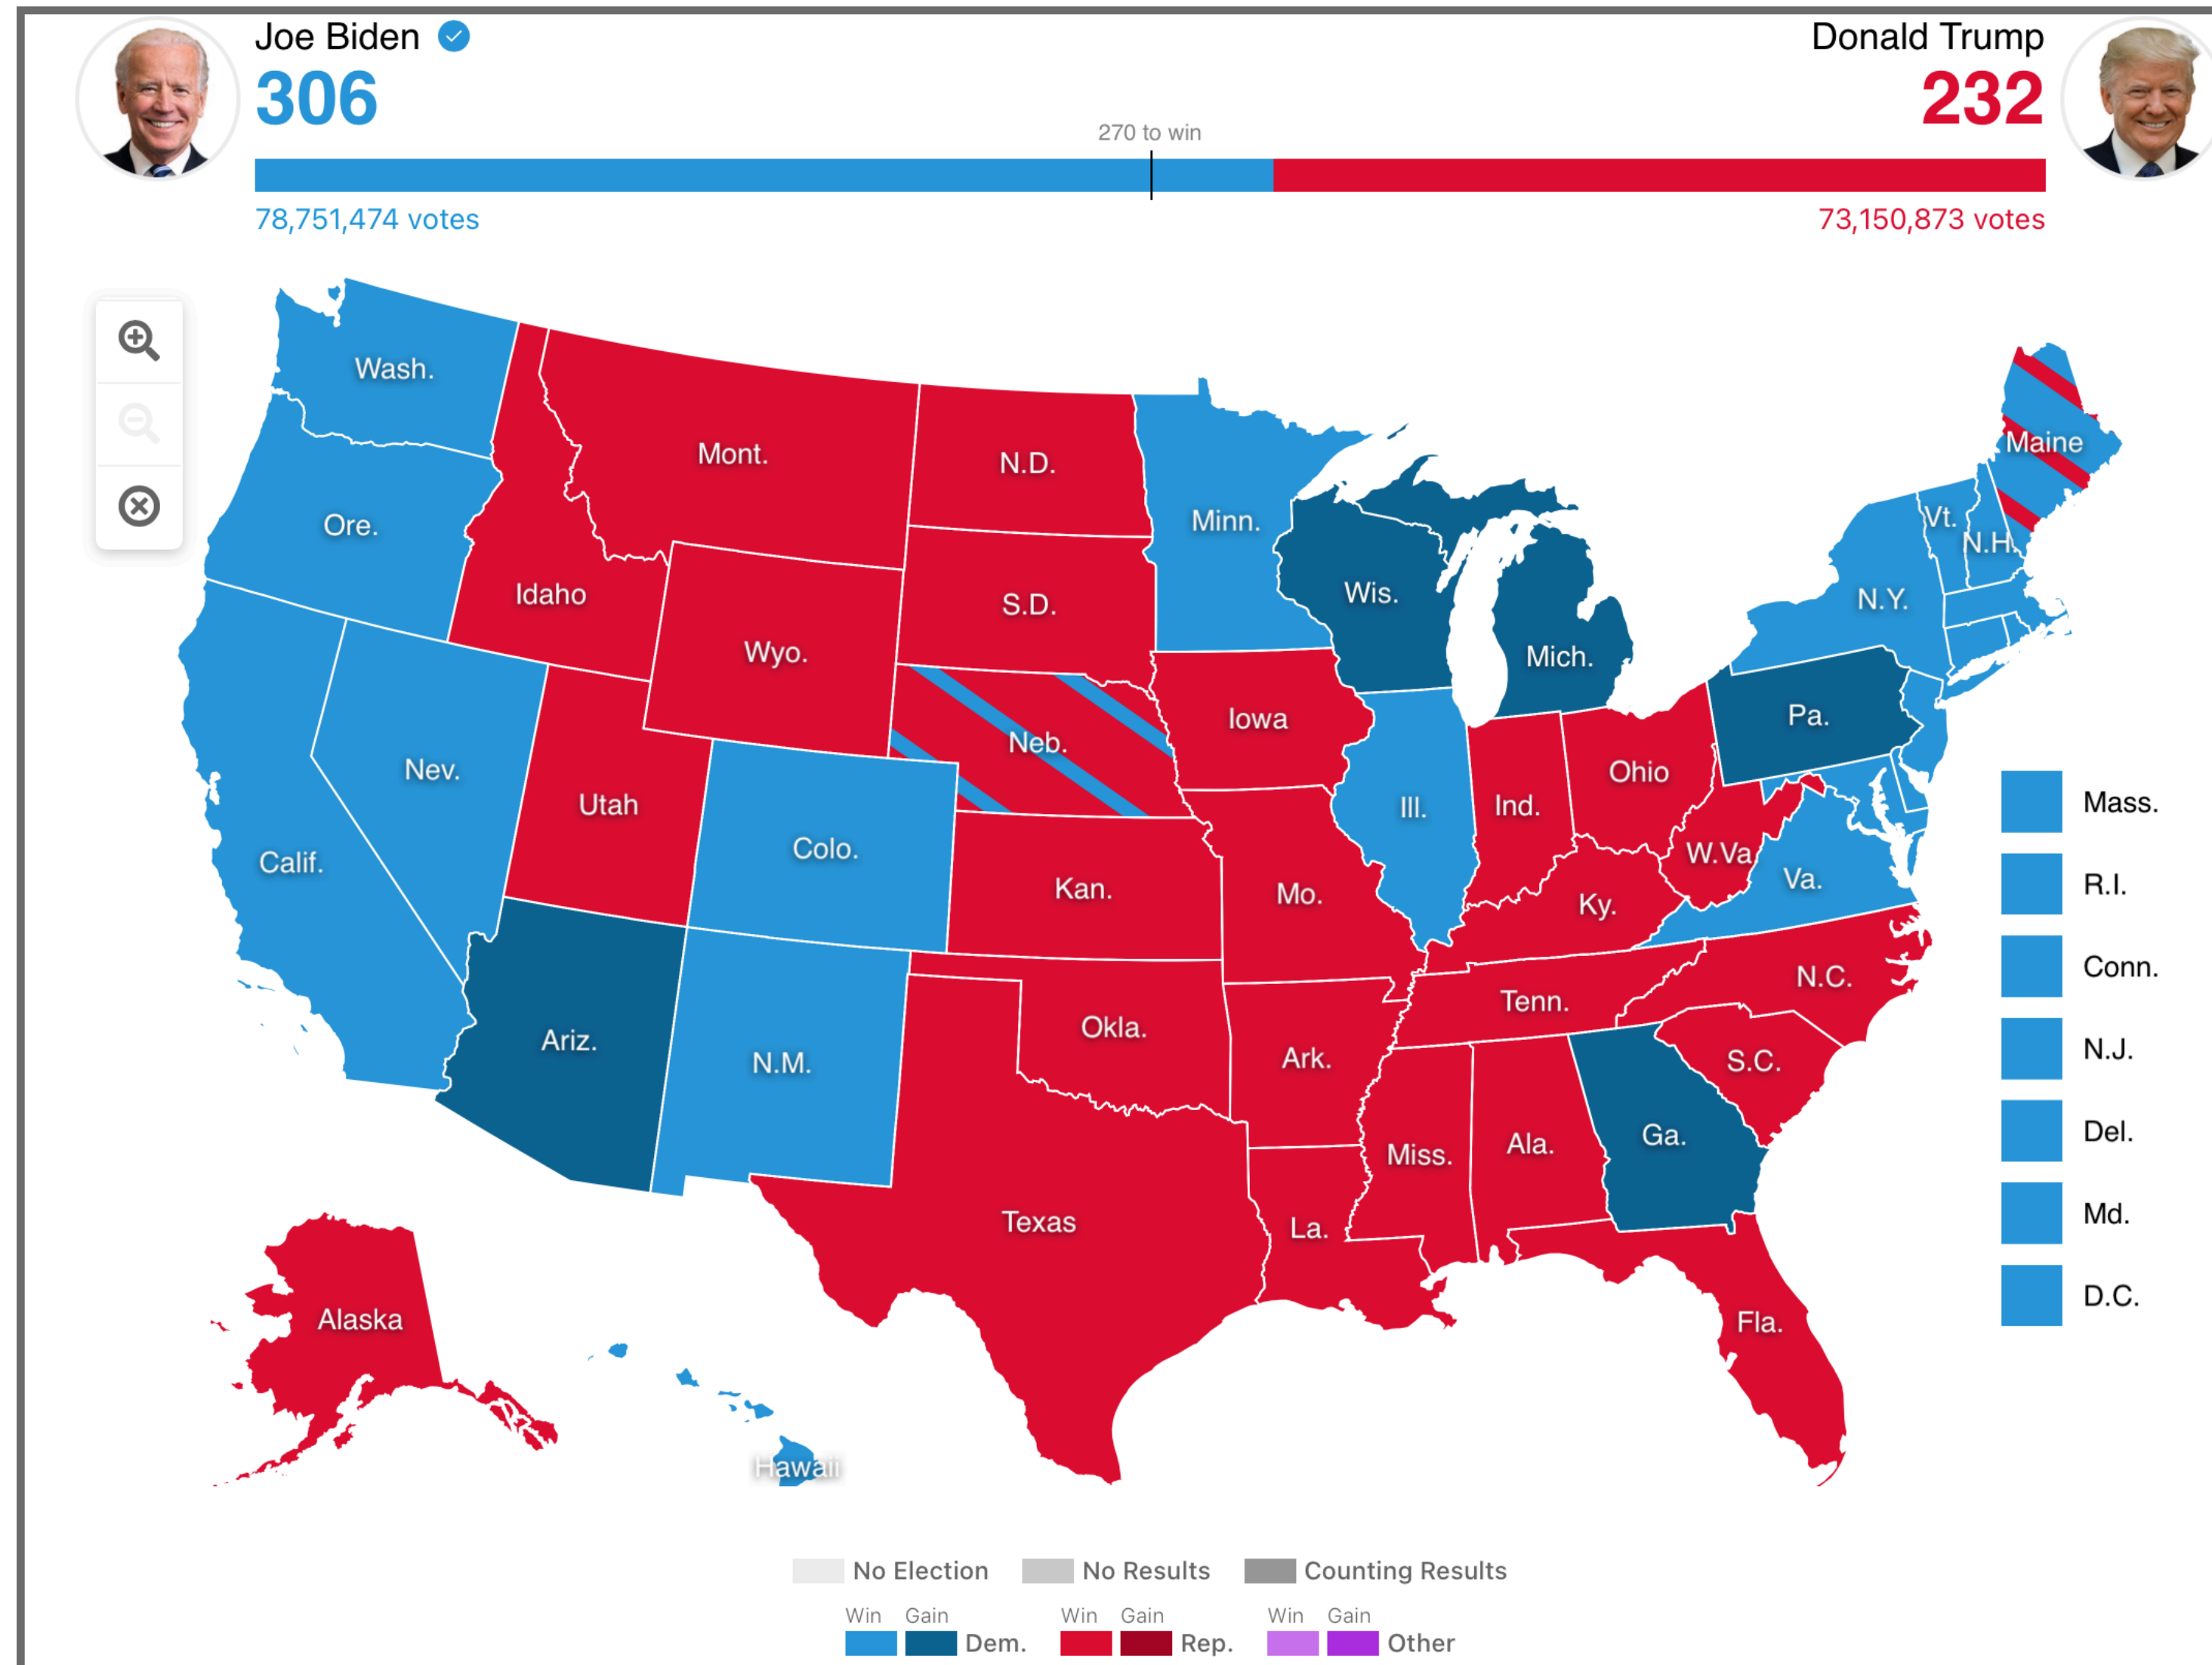 Joe Biden
306
Donald Trump
232
270 to win
78,751,474 votes
73,150,873 votes
Wash.
Mont.
N.D.
Minn.
Maine
Ore.
Idaho
S.D.
Wis.
Mich.
Vt.
N.H.
N.Y.
Wyo.
Iowa
Neb.
Pa.
Nev.
Utah
Colo.
Ill.
Ind.
Ohio
W.Va
Va.
Calif.
Kan.
Mo.
Ky.
N.C.
Tenn.
Ariz.
N.M.
Okla.
Ark.
S.C.
Miss.
Ala.
Ga.
Texas
La.
Fla.
Alaska
Hawaii
Mass.
R.I.
Conn.
N.J.
Del.
Md.
D.C.
No Election No Results Counting Results
Win Gain Win Gain Win Gain
Dem. Rep. Other